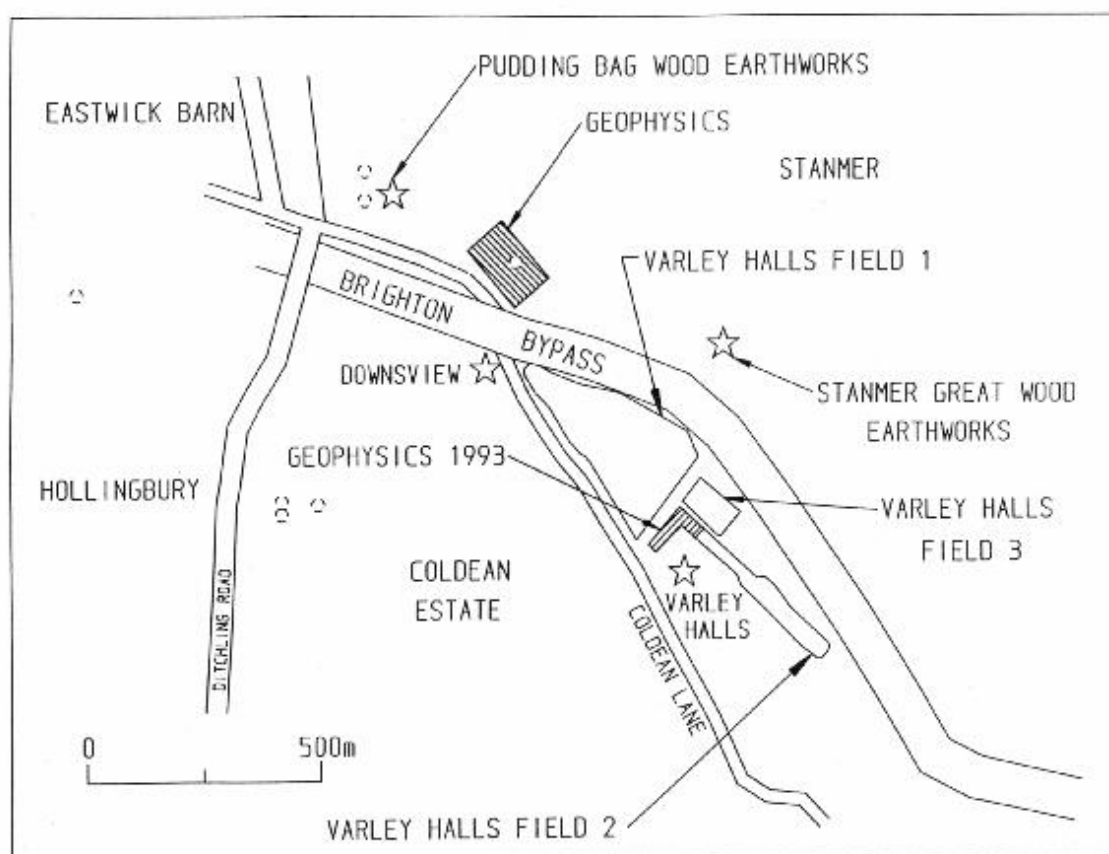 PUDDING BAG WOOD EARTHWORKS
EASTWICK BARN
GEOPHYSICS
STANMER
VARLEY HALLS FIELD 1
BRIGHTON
BYPASS
DOWNSVIEW
STANMER GREAT WOOD
EARTHWORKS
GEOPHYSICS 1993
HOLLINGBURY
VARLEY HALLS
FIELD 3
COLDEAN
ESTATE
VARLEY
HALLS
DITCHLING ROAD
COLDEAN LANE
0
500m
VARLEY HALLS FIELD 2